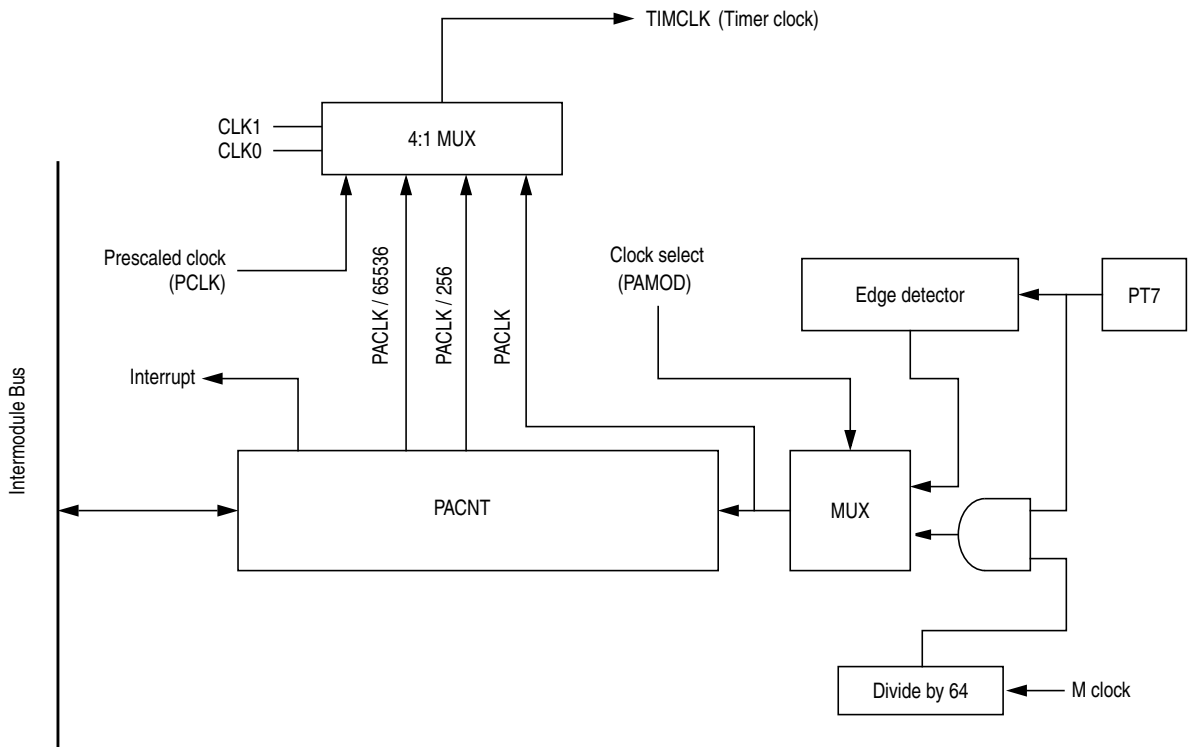 TIMCLK (Timer clock)
CLK1
CLK0
4:1 MUX
Prescaled clock
(PCLK)
PACLK / 65536
PACLK / 256
PACLK
Clock select
(PAMOD)
Edge detector
PT7
Interrupt
Intermodule Bus
PACNT
MUX
Divide by 64
M clock